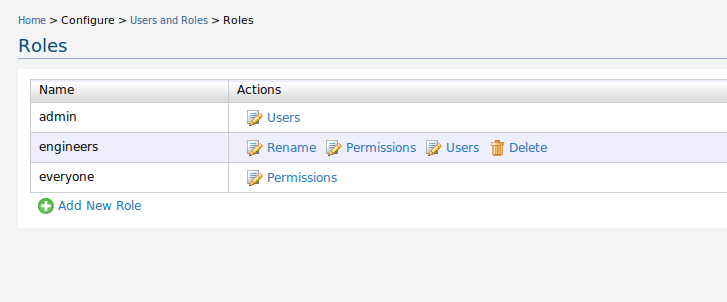 Home > Configure > Users and Roles > Roles
Roles
Name Actions
admin Users
engineers Rename Permissions Users Delete
everyone Permissions
Add New Role